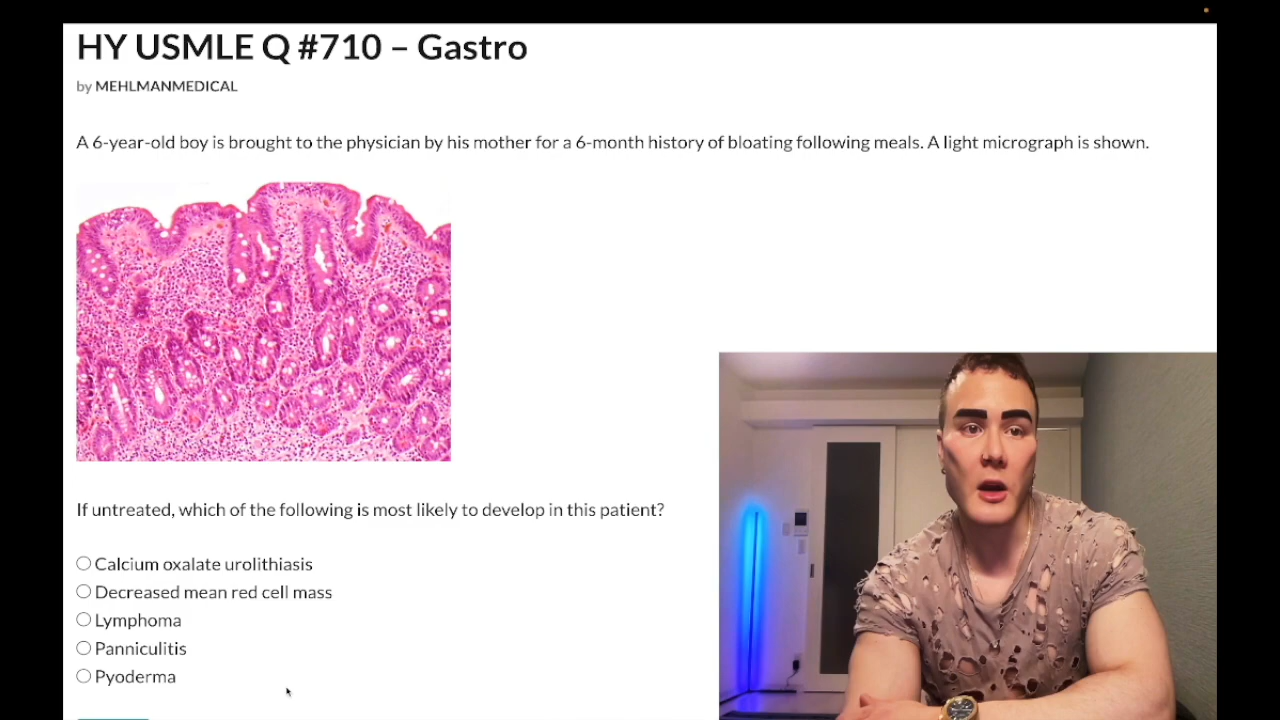 HY USMLE Q #710 – Gastro
by MEHLMANMEDICAL
A 6-year-old boy is brought to the physician by his mother for a 6-month history of bloating following meals. A light micrograph is shown.
If untreated, which of the following is most likely to develop in this patient?
Calcium oxalate urolithiasis
Decreased mean red cell mass
Lymphoma
Panniculitis
Pyoderma